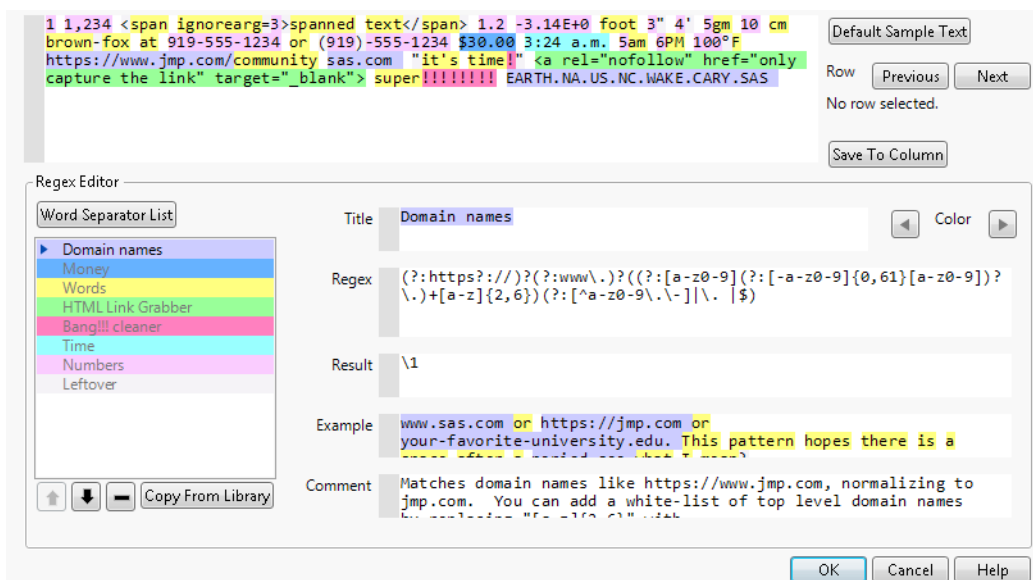 1 1,234 <span ignorearg=3>spanned text</span> 1.2 -3.14E+0 foot 3" 4' 5gm 10 cm
brown-fox at 919-555-1234 or (919)-555-1234 $30.00 3:24 a.m. 5am 6PM 100°F
https://www.jmp.com/community sas.com "it's time!" <a rel="nofollow" href="only
capture the link" target="_blank"> super!!!!!!!!! EARTH.NA.US.NC.WAKE.CARY.SAS
Default Sample Text
Row Previous Next
No row selected.
Save To Column
Regex Editor
Word Separator List
Domain names
Money
Words
HTML Link Grabber
Bang!!! cleaner
Time
Numbers
Leftover
Copy From Library
Title Domain names
Color
Regex (?:https?://)?(?:www\.)?((?:[a-z0-9](?:[-a-z0-9]{0,61}[a-z0-9])?
\.)+[a-z]{2,6})(?:[^a-z0-9\.\-]|\. |$)
Result \1
Example www.sas.com or https://jmp.com or
your-favorite-university.edu. This pattern hopes there is a
Comment Matches domain names like https://www.jmp.com, normalizing to
jmp.com. You can add a white-list of top level domain names
OK Cancel Help